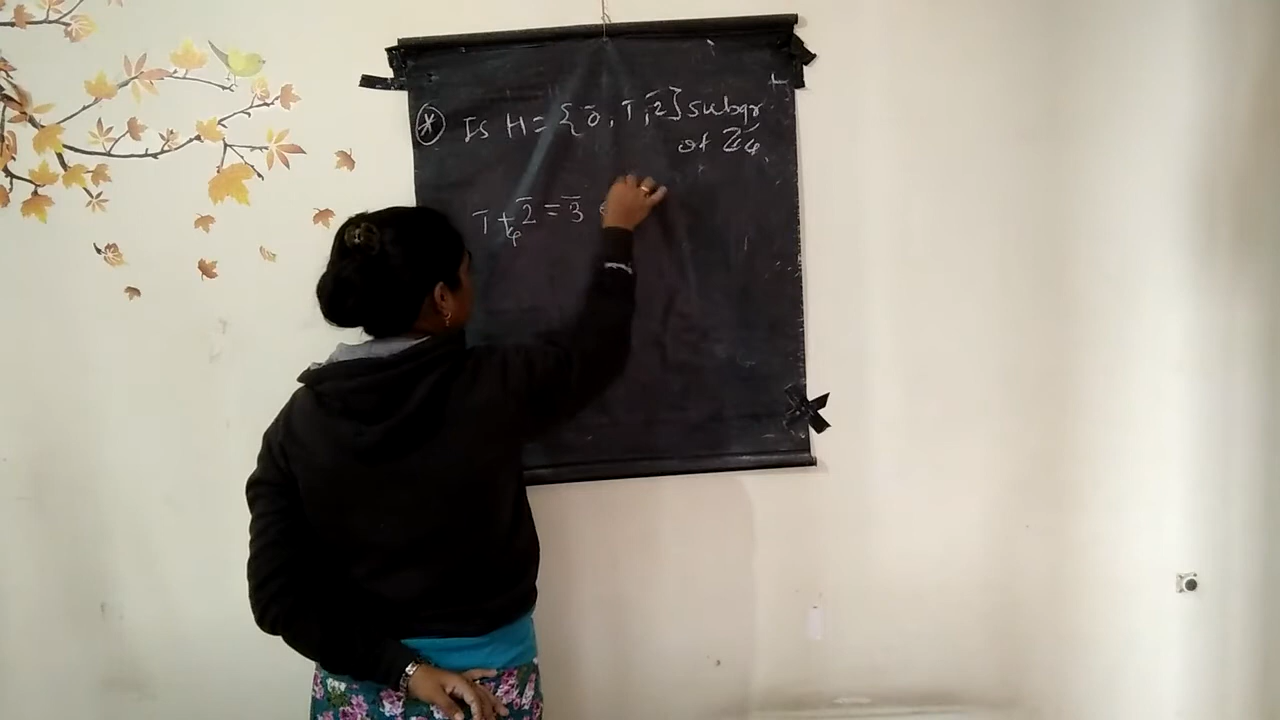 (*) Is H = {0̄, 1̄, 2̄} subgr
of Z₄.
1̄ +₄ 2̄ = 3̄